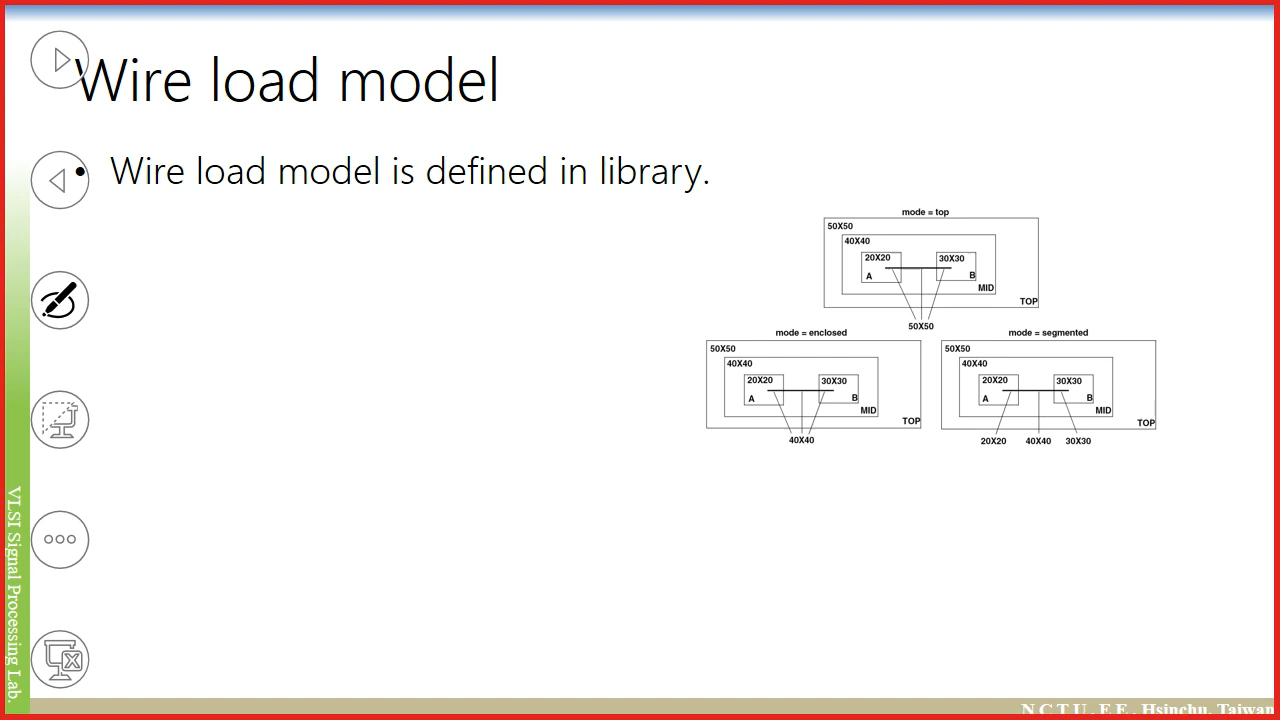 Wire load model
• Wire load model is defined in library.
mode = top
50X50
40X40
20X20
30X30
A
B
MID
TOP
50X50
mode = enclosed
50X50
40X40
20X20
30X30
A
B
MID
TOP
40X40
mode = segmented
50X50
40X40
20X20
30X30
A
B
MID
TOP
20X20 40X40 30X30
VLSI Signal Processing Lab.
N C T U . E E . Hsinchu. Taiwan